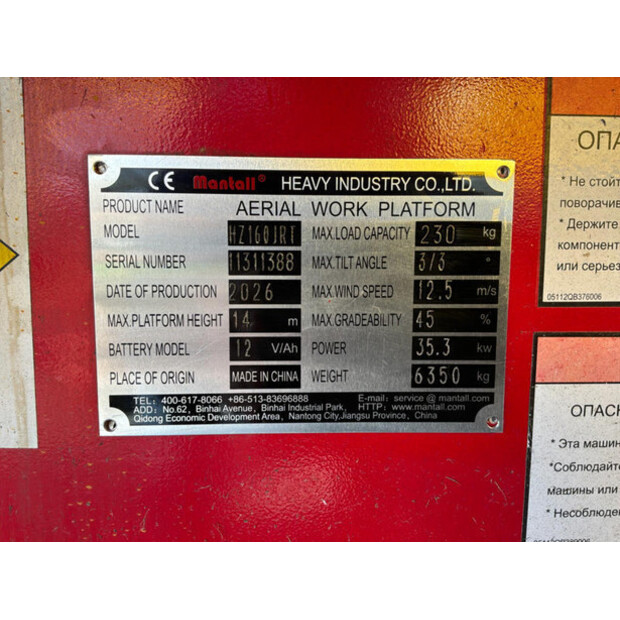 CE Mantall® HEAVY INDUSTRY CO.,LTD.
PRODUCT NAME AERIAL WORK PLATFORM
MODEL HZ160JRT MAX.LOAD CAPACITY 230 kg
SERIAL NUMBER 11311388 MAX.TILT ANGLE 3/3 °
DATE OF PRODUCTION 2026 MAX.WIND SPEED 12.5 m/s
MAX.PLATFORM HEIGHT 14 m MAX.GRADEABILITY 45 %
BATTERY MODEL 12 V/Ah POWER 35.3 kw
PLACE OF ORIGIN MADE IN CHINA WEIGHT 6350 kg
TEL: 400-617-8066 +86-513-83696888 E-mail: service @ mantall.com
ADD: No.62, Binhai Avenue, Binhai Industrial Park, HTTP: www.mantall.com
Qidong Economic Development Area, Nantong City,Jiangsu Province, China
ОПА
* Не стойт
поворачив
* Держите
компонент
или серьез
05112QB376006
ОПАСН
* Эта машин
*Соблюдайте
машины или
* Несоблюден